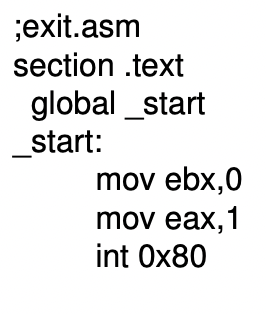 ;exit.asm
section .text
  global _start
_start:
        mov ebx,0
        mov eax,1
        int 0x80